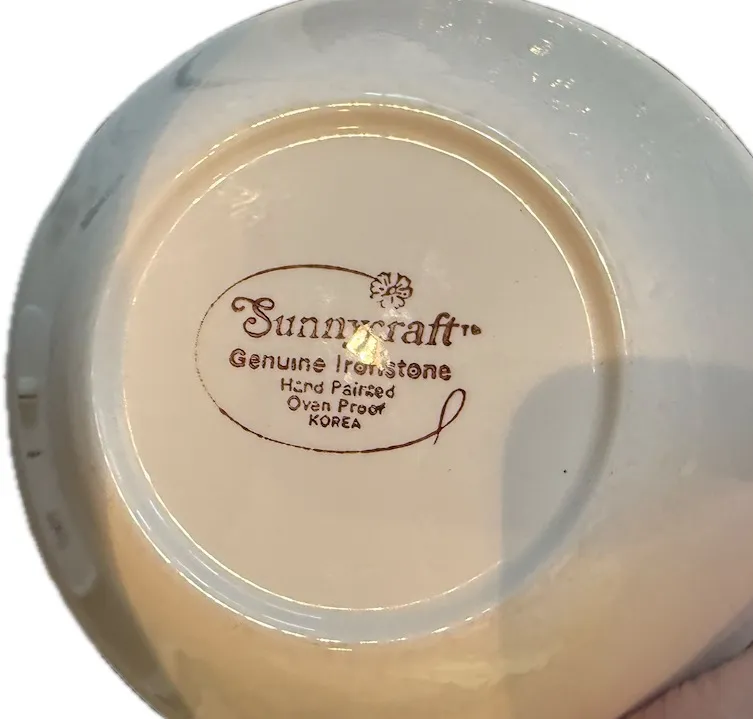 Sunnycraft™
Genuine Ironstone
Hand Painted
Oven Proof
KOREA